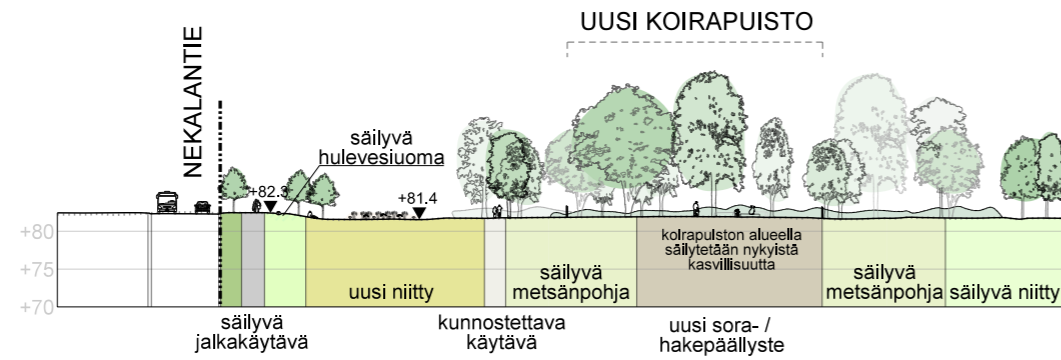 UUSI KOIRAPUISTO
NEKALANTIE
säilyvä
hulevesiuoma
+82.3
+81.4
+80
+75
+70
uusi niitty
säilyvä
metsänpohja
koirapuiston alueella
säilytetään nykyistä
kasvillisuutta
säilyvä
metsänpohja
säilyvä niitty
säilyvä
jalkakäytävä
kunnostettava
käytävä
uusi sora- /
hakepäällyste